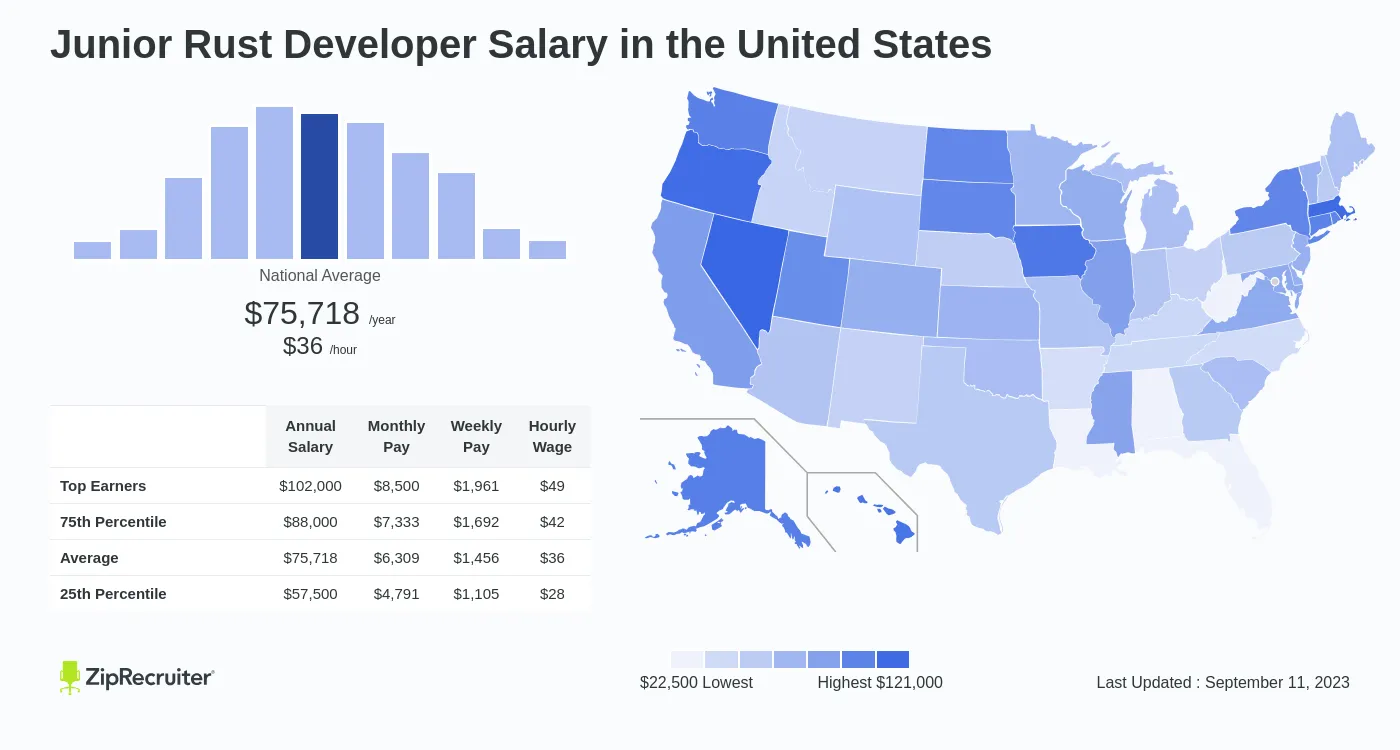 Junior Rust Developer Salary in the United States
National Average
$75,718 /year
$36 /hour
Annual Salary Monthly Pay Weekly Pay Hourly Wage
Top Earners $102,000 $8,500 $1,961 $49
75th Percentile $88,000 $7,333 $1,692 $42
Average $75,718 $6,309 $1,456 $36
25th Percentile $57,500 $4,791 $1,105 $28
ZipRecruiter®
$22,500 Lowest Highest $121,000
Last Updated : September 11, 2023